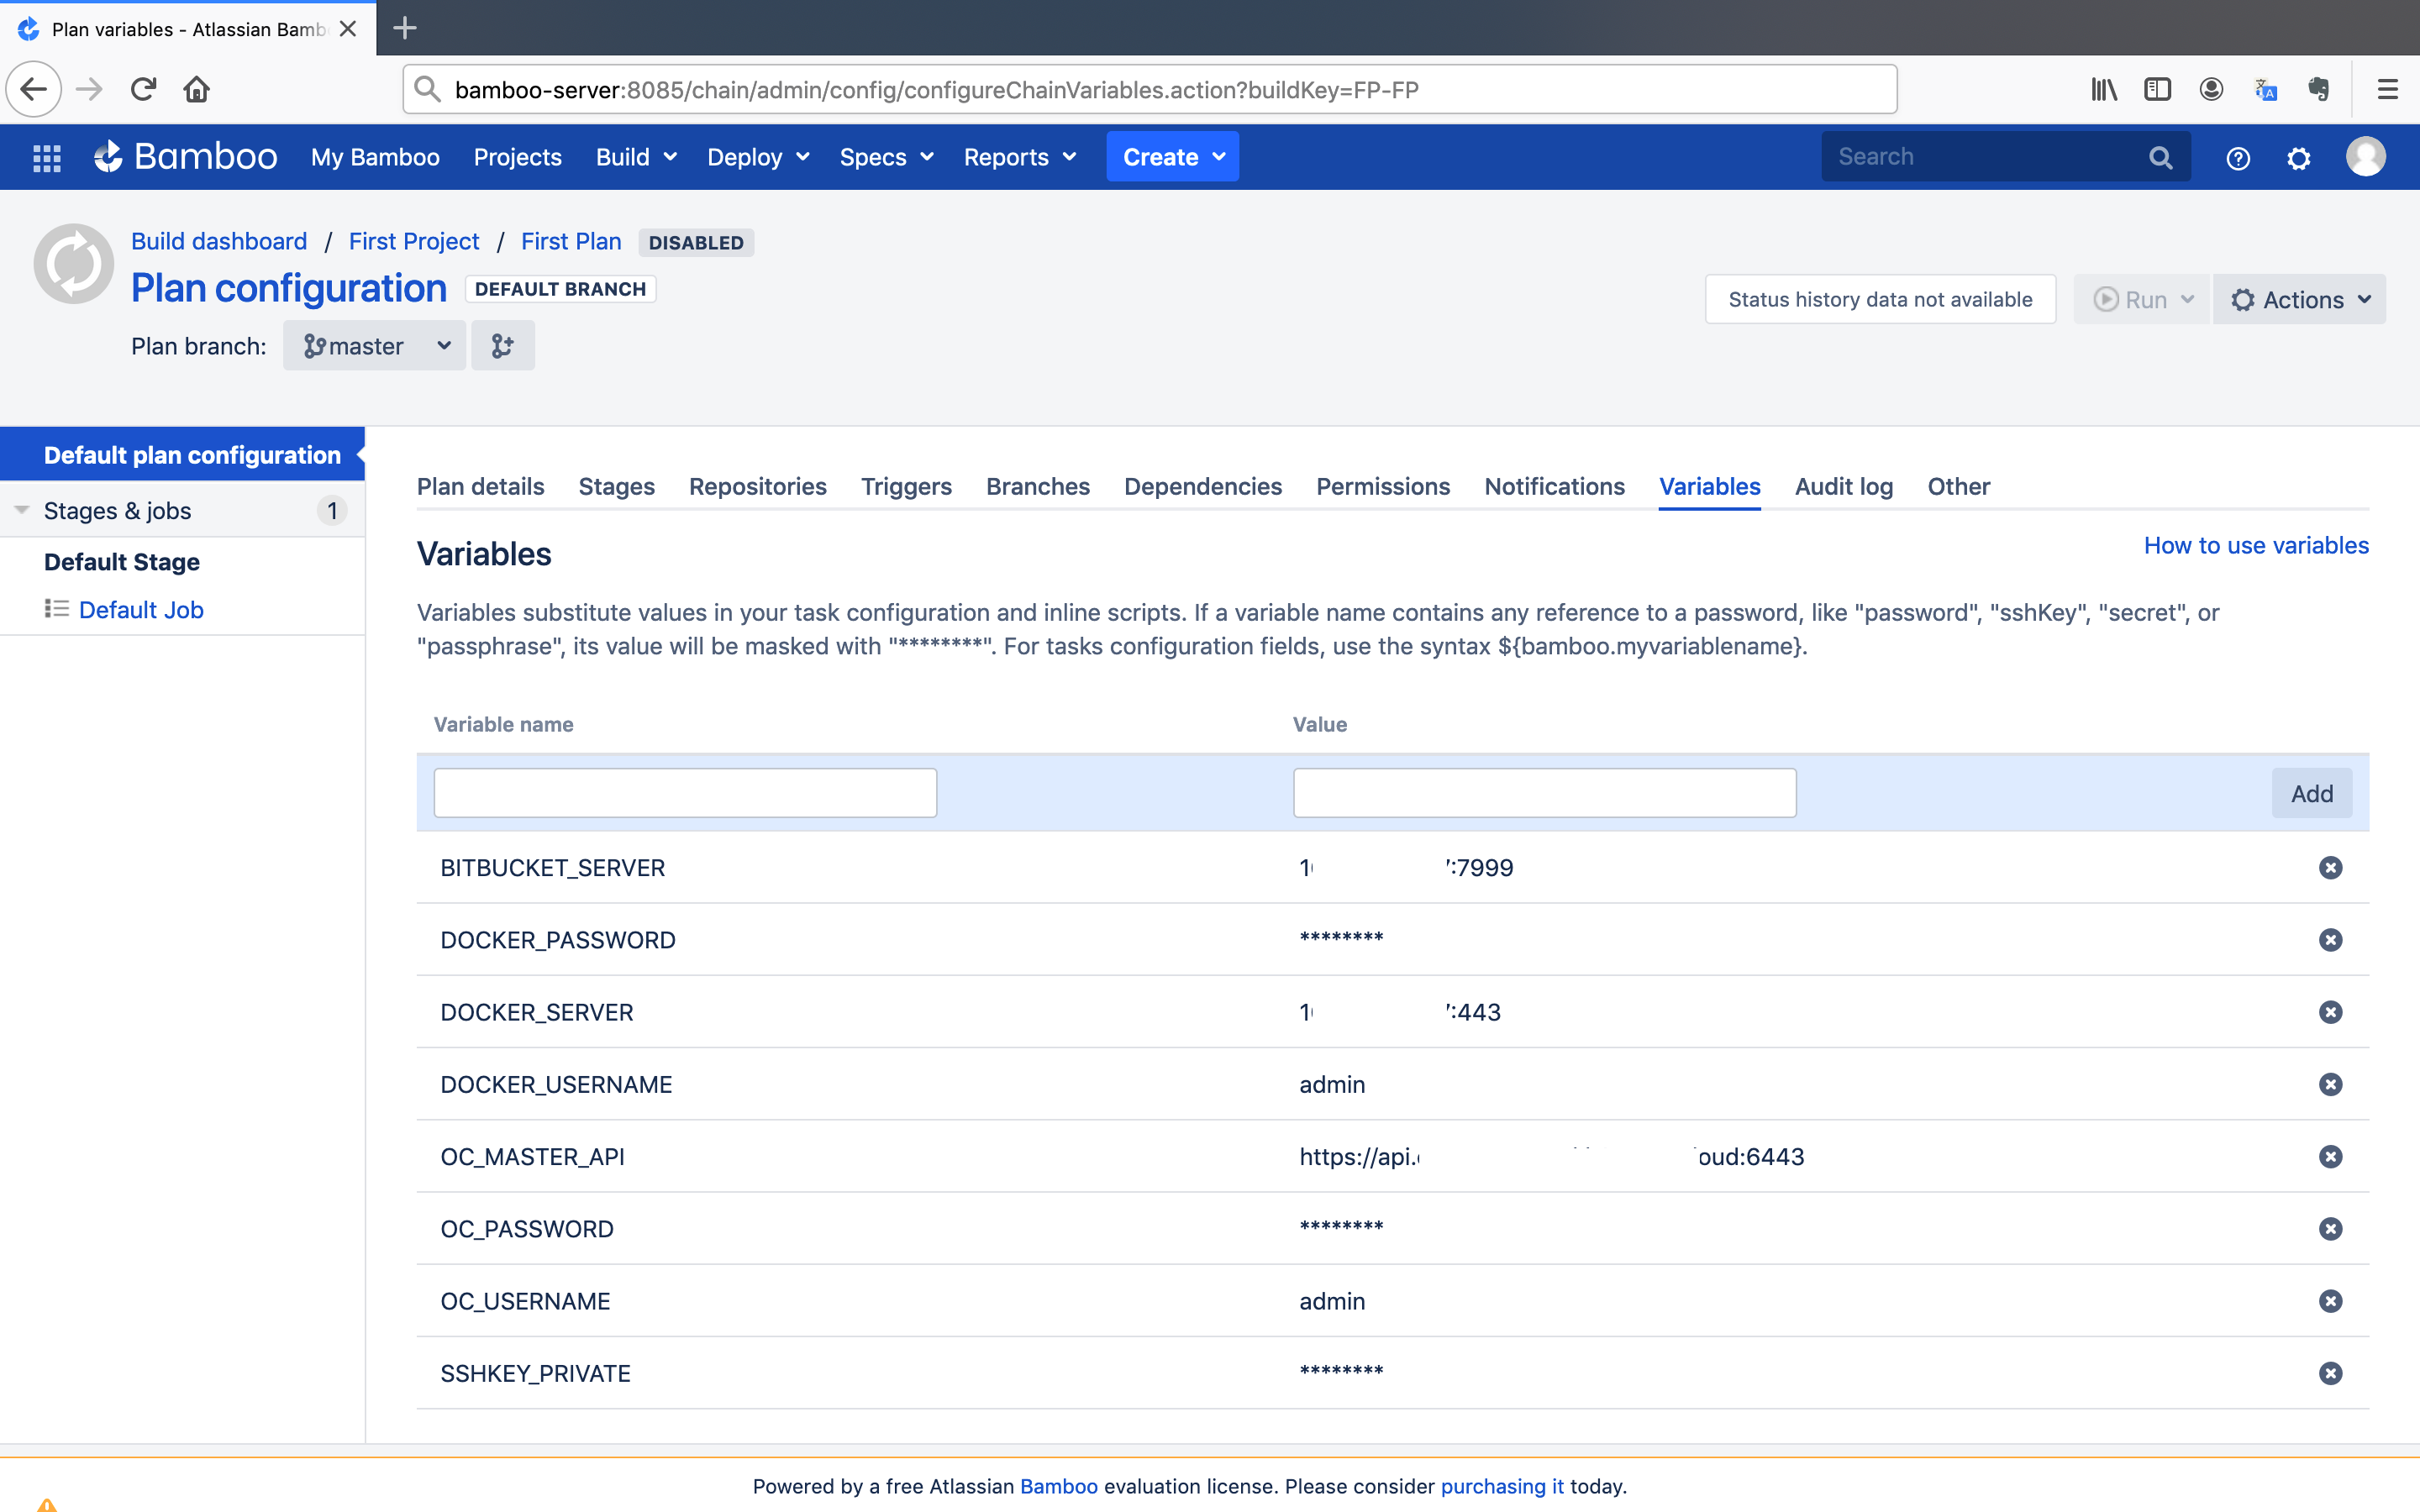 Plan variables - Atlassian Bamb
bamboo-server:8085/chain/admin/config/configureChainVariables.action?buildKey=FP-FP
Bamboo My Bamboo Projects Build Deploy Specs Reports Create Search
Build dashboard / First Project / First Plan DISABLED
Plan configuration DEFAULT BRANCH
Status history data not available Run Actions
Plan branch: master
Default plan configuration
Stages & jobs 1
Default Stage
Default Job
Plan details Stages Repositories Triggers Branches Dependencies Permissions Notifications Variables Audit log Other
Variables
How to use variables
Variables substitute values in your task configuration and inline scripts. If a variable name contains any reference to a password, like "password", "sshKey", "secret", or
"passphrase", its value will be masked with "********". For tasks configuration fields, use the syntax ${bamboo.myvariablename}.
Variable name Value
Add
BITBUCKET_SERVER 1 :7999
DOCKER_PASSWORD ********
DOCKER_SERVER 1 :443
DOCKER_USERNAME admin
OC_MASTER_API https://api. oud:6443
OC_PASSWORD ********
OC_USERNAME admin
SSHKEY_PRIVATE ********
Powered by a free Atlassian Bamboo evaluation license. Please consider purchasing it today.